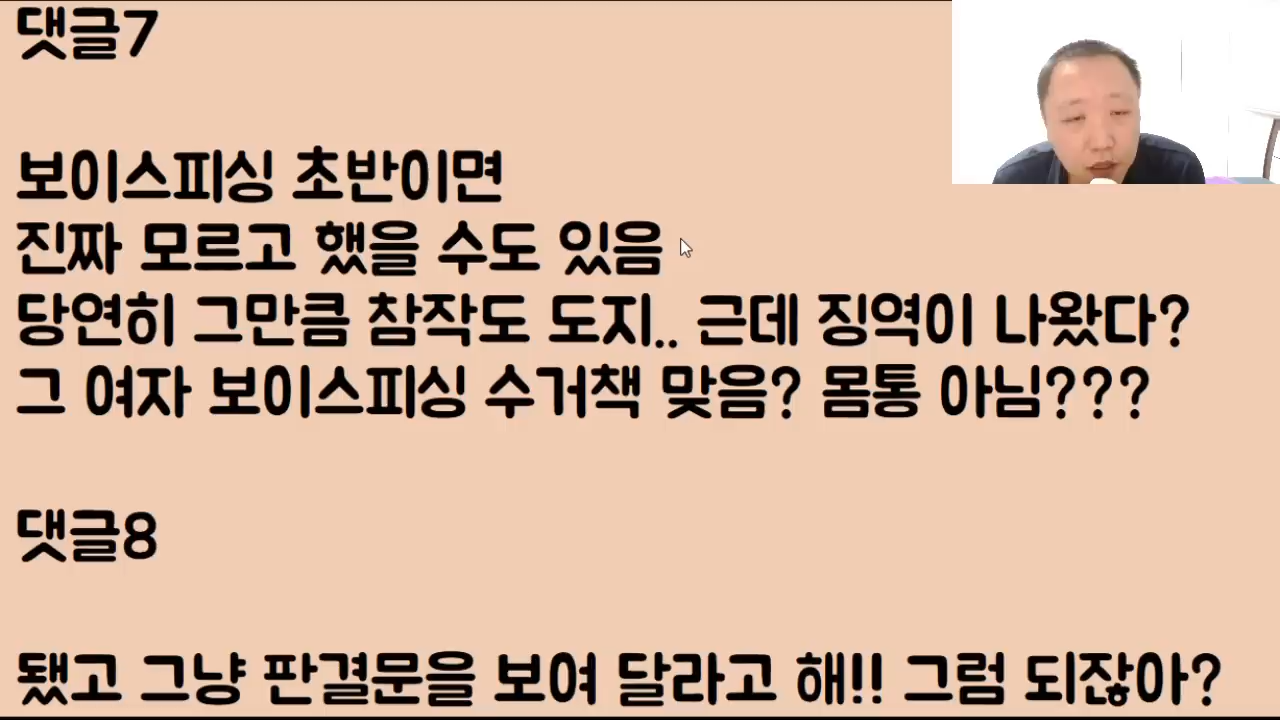 댓글7
보이스피싱 초반이면
진짜 모르고 했을 수도 있음
당연히 그만큼 참작도 도지.. 근데 징역이 나왔다?
그 여자 보이스피싱 수거책 맞음? 몸통 아님???
댓글8
됐고 그냥 판결문을 보여 달라고 해!! 그럼 되잖아?